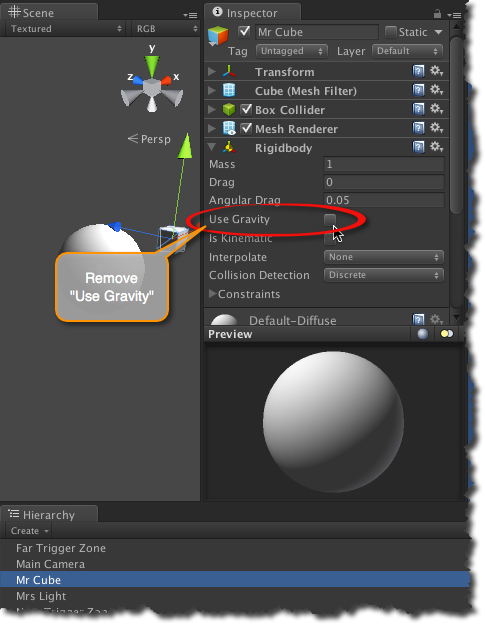 Scene
Textured
RGB
y
z
x
Persp
Remove
"Use Gravity"
Inspector
Mr Cube
Static
Tag
Untagged
Layer
Default
Transform
Cube (Mesh Filter)
Box Collider
Mesh Renderer
Rigidbody
Mass
1
Drag
0
Angular Drag
0.05
Use Gravity
Is Kinematic
Interpolate
None
Collision Detection
Discrete
Constraints
Default-Diffuse
Preview
Hierarchy
Create
Far Trigger Zone
Main Camera
Mr Cube
Mrs Light